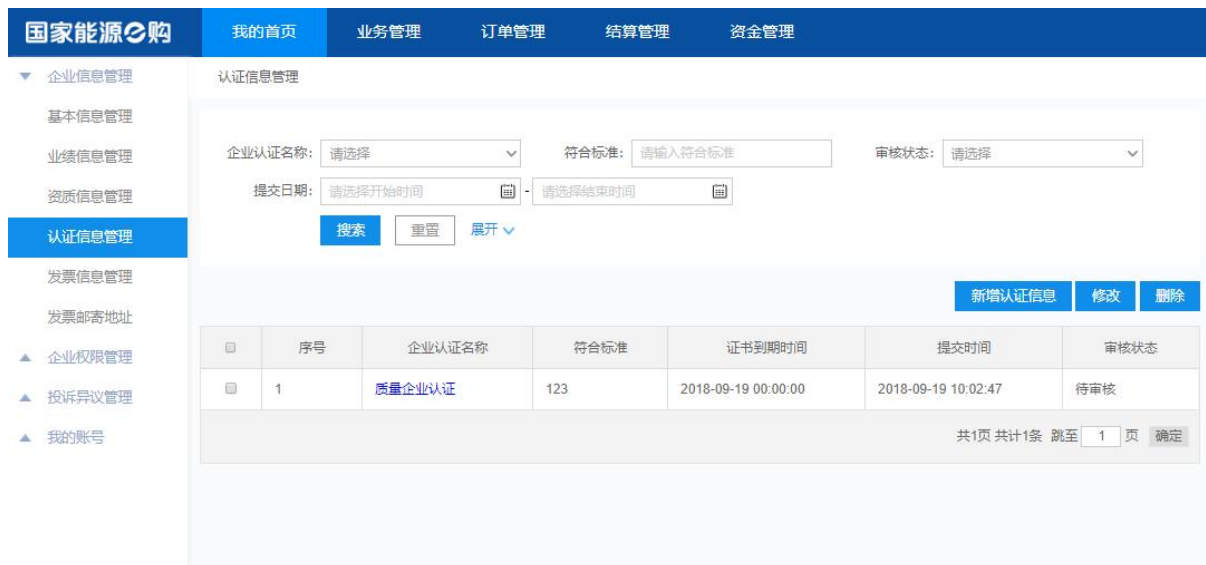 国家能源e购 我的首页 业务管理 订单管理 结算管理 资金管理
企业信息管理
基本信息管理
业绩信息管理
资质信息管理
认证信息管理
发票信息管理
发票邮寄地址
企业权限管理
投诉异议管理
我的账号
认证信息管理
企业认证名称: 请选择 符合标准: 请输入符合标准 审核状态: 请选择
提交日期: 请选择开始时间 - 请选择结束时间
搜索 重置 展开
新增认证信息 修改 删除
序号 企业认证名称 符合标准 证书到期时间 提交时间 审核状态
1 质量企业认证 123 2018-09-19 00:00:00 2018-09-19 10:02:47 待审核
共1页 共计1条 跳至 1 页 确定